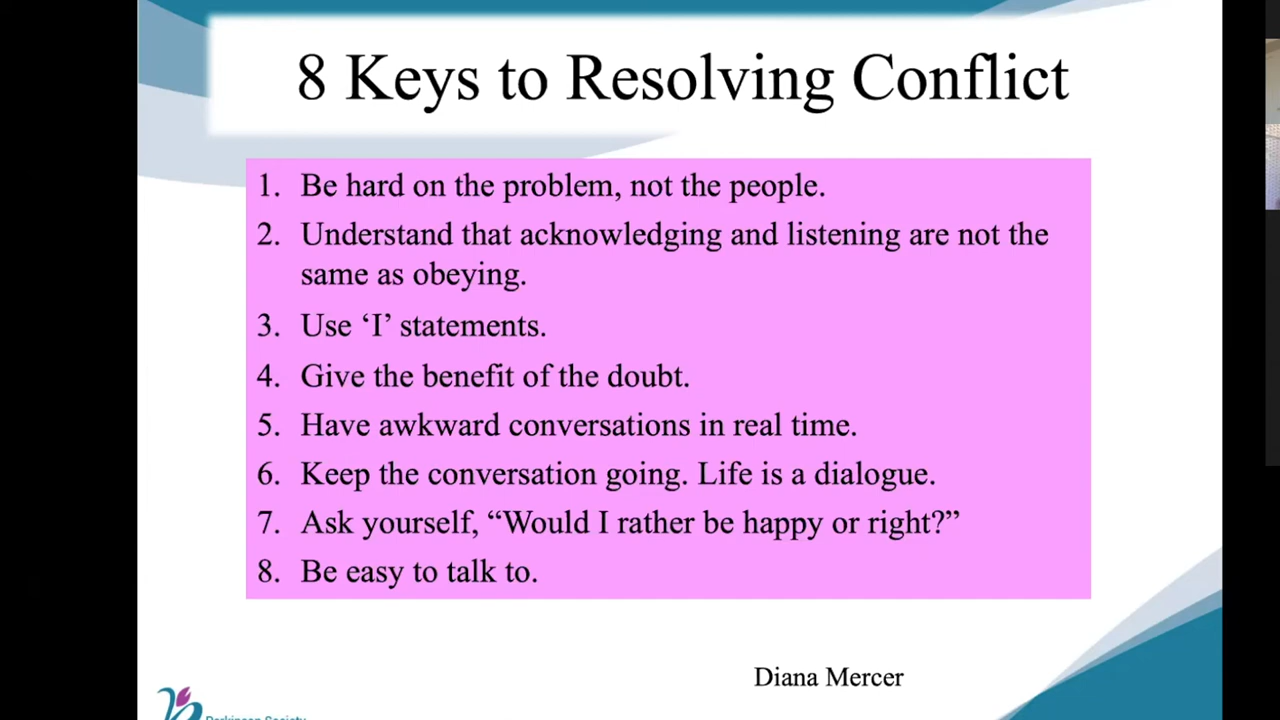 8 Keys to Resolving Conflict
1. Be hard on the problem, not the people.
2. Understand that acknowledging and listening are not the
same as obeying.
3. Use ‘I’ statements.
4. Give the benefit of the doubt.
5. Have awkward conversations in real time.
6. Keep the conversation going. Life is a dialogue.
7. Ask yourself, “Would I rather be happy or right?”
8. Be easy to talk to.
Diana Mercer
Parkinson Society